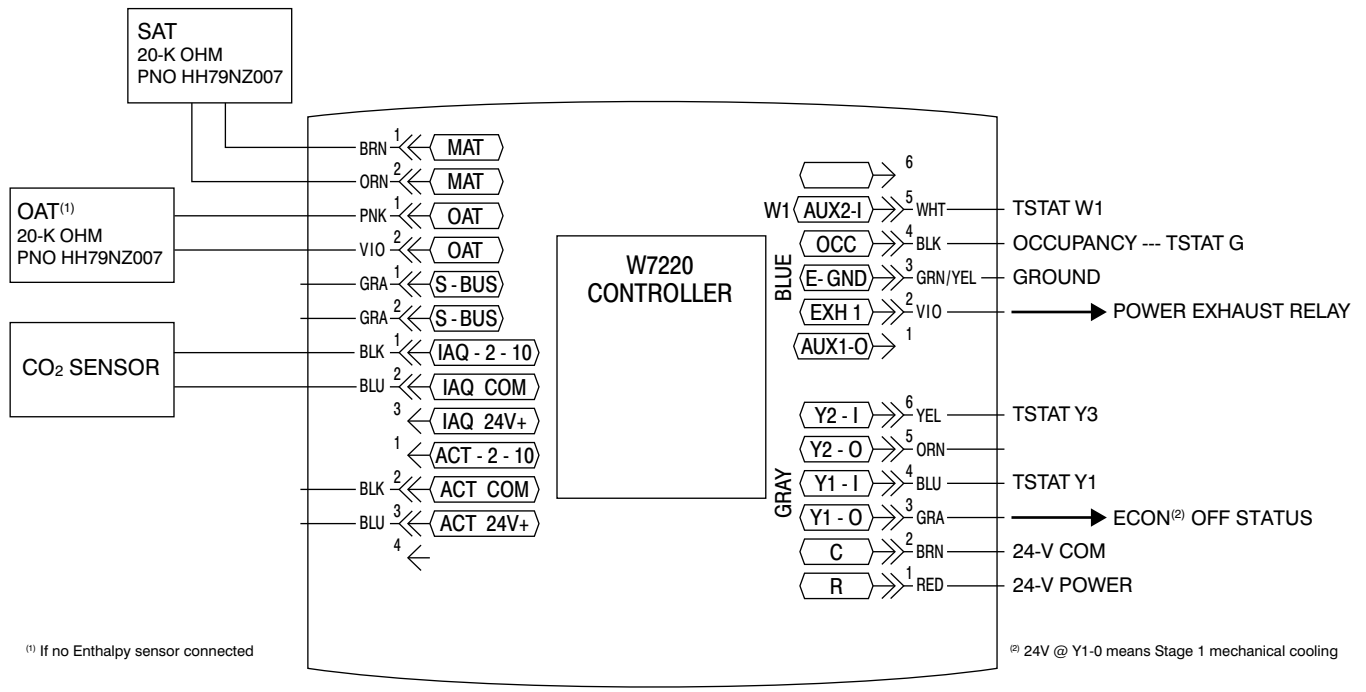 SAT
20-K OHM
PNO HH79NZ007
OAT(1)
20-K OHM
PNO HH79NZ007
CO2 SENSOR
BRN 1 MAT
ORN 2 MAT
PNK 1 OAT
VIO 2 OAT
GRA 1 S - BUS
GRA 2 S - BUS
BLK 1 IAQ - 2 - 10
BLU 2 IAQ COM
3 IAQ 24V+
1 ACT - 2 - 10
BLK 2 ACT COM
BLU 3 ACT 24V+
4
W7220
CONTROLLER
BLUE
6
W1 AUX2-I 5 WHT TSTAT W1
OCC 4 BLK OCCUPANCY --- TSTAT G
E- GND 3 GRN/YEL GROUND
EXH 1 2 VIO POWER EXHAUST RELAY
AUX1-O 1
GRAY
Y2 - I 6 YEL TSTAT Y3
Y2 - O 5 ORN
Y1 - I 4 BLU TSTAT Y1
Y1 - O 3 GRA ECON(2) OFF STATUS
C 2 BRN 24-V COM
R 1 RED 24-V POWER
(1) If no Enthalpy sensor connected
(2) 24V @ Y1-0 means Stage 1 mechanical cooling